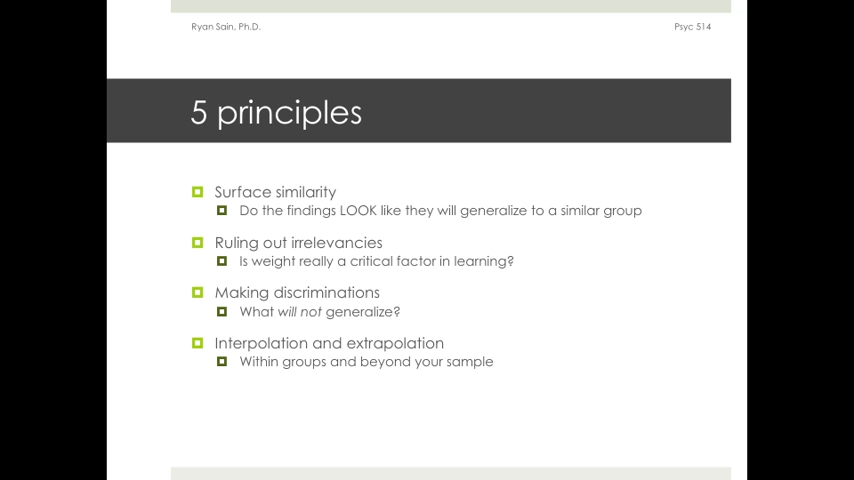 Ryan Sain, Ph.D.
Psyc 514
5 principles
Surface similarity
Do the findings LOOK like they will generalize to a similar group
Ruling out irrelevancies
Is weight really a critical factor in learning?
Making discriminations
What will not generalize?
Interpolation and extrapolation
Within groups and beyond your sample